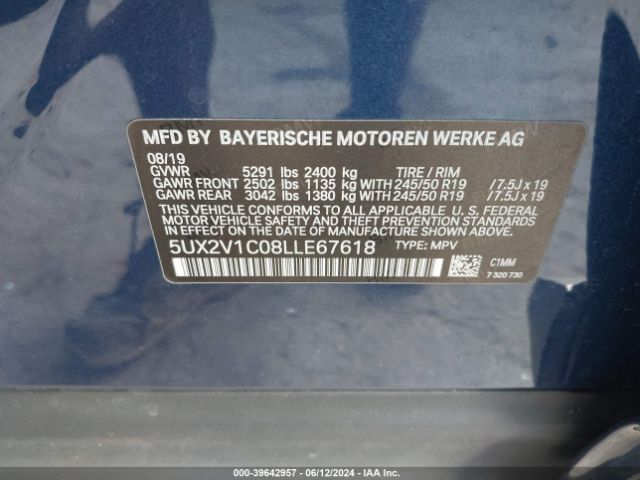 MFD BY BAYERISCHE MOTOREN WERKE AG
08/19
GVWR 5291 lbs 2400 kg TIRE / RIM
GAWR FRONT 2502 lbs 1135 kg WITH 245/50 R19 / 7.5J x 19
GAWR REAR 3042 lbs 1380 kg WITH 245/50 R19 / 7.5J x 19
THIS VEHICLE CONFORMS TO ALL APPLICABLE U.S. FEDERAL
MOTOR VEHICLE SAFETY AND THEFT PREVENTION STANDARDS
IN EFFECT ON THE DATE OF MANUFACTURE SHOWN ABOVE.
5UX2V1C08LLE67618 TYPE: MPV
C1MM
7 320 730
000-39642957 - 06/12/2024 - IAA Inc.